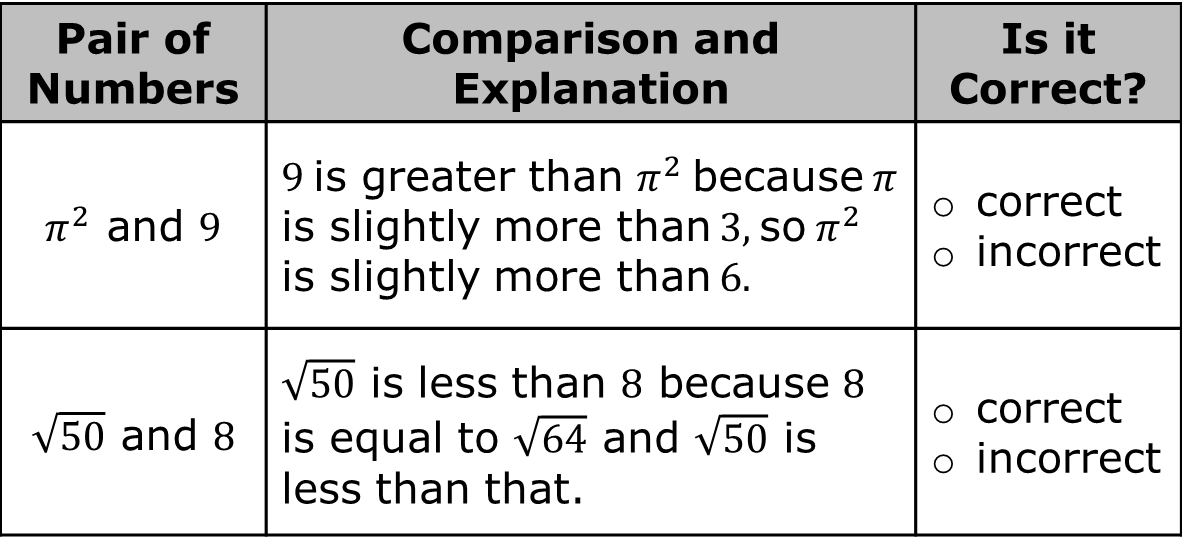 Pair of
Numbers
Comparison and
Explanation
Is it
Correct?
π² and 9
9 is greater than π² because π
is slightly more than 3, so π²
is slightly more than 6.
○ correct
○ incorrect
√50 and 8
√50 is less than 8 because 8
is equal to √64 and √50 is
less than that.
○ correct
○ incorrect